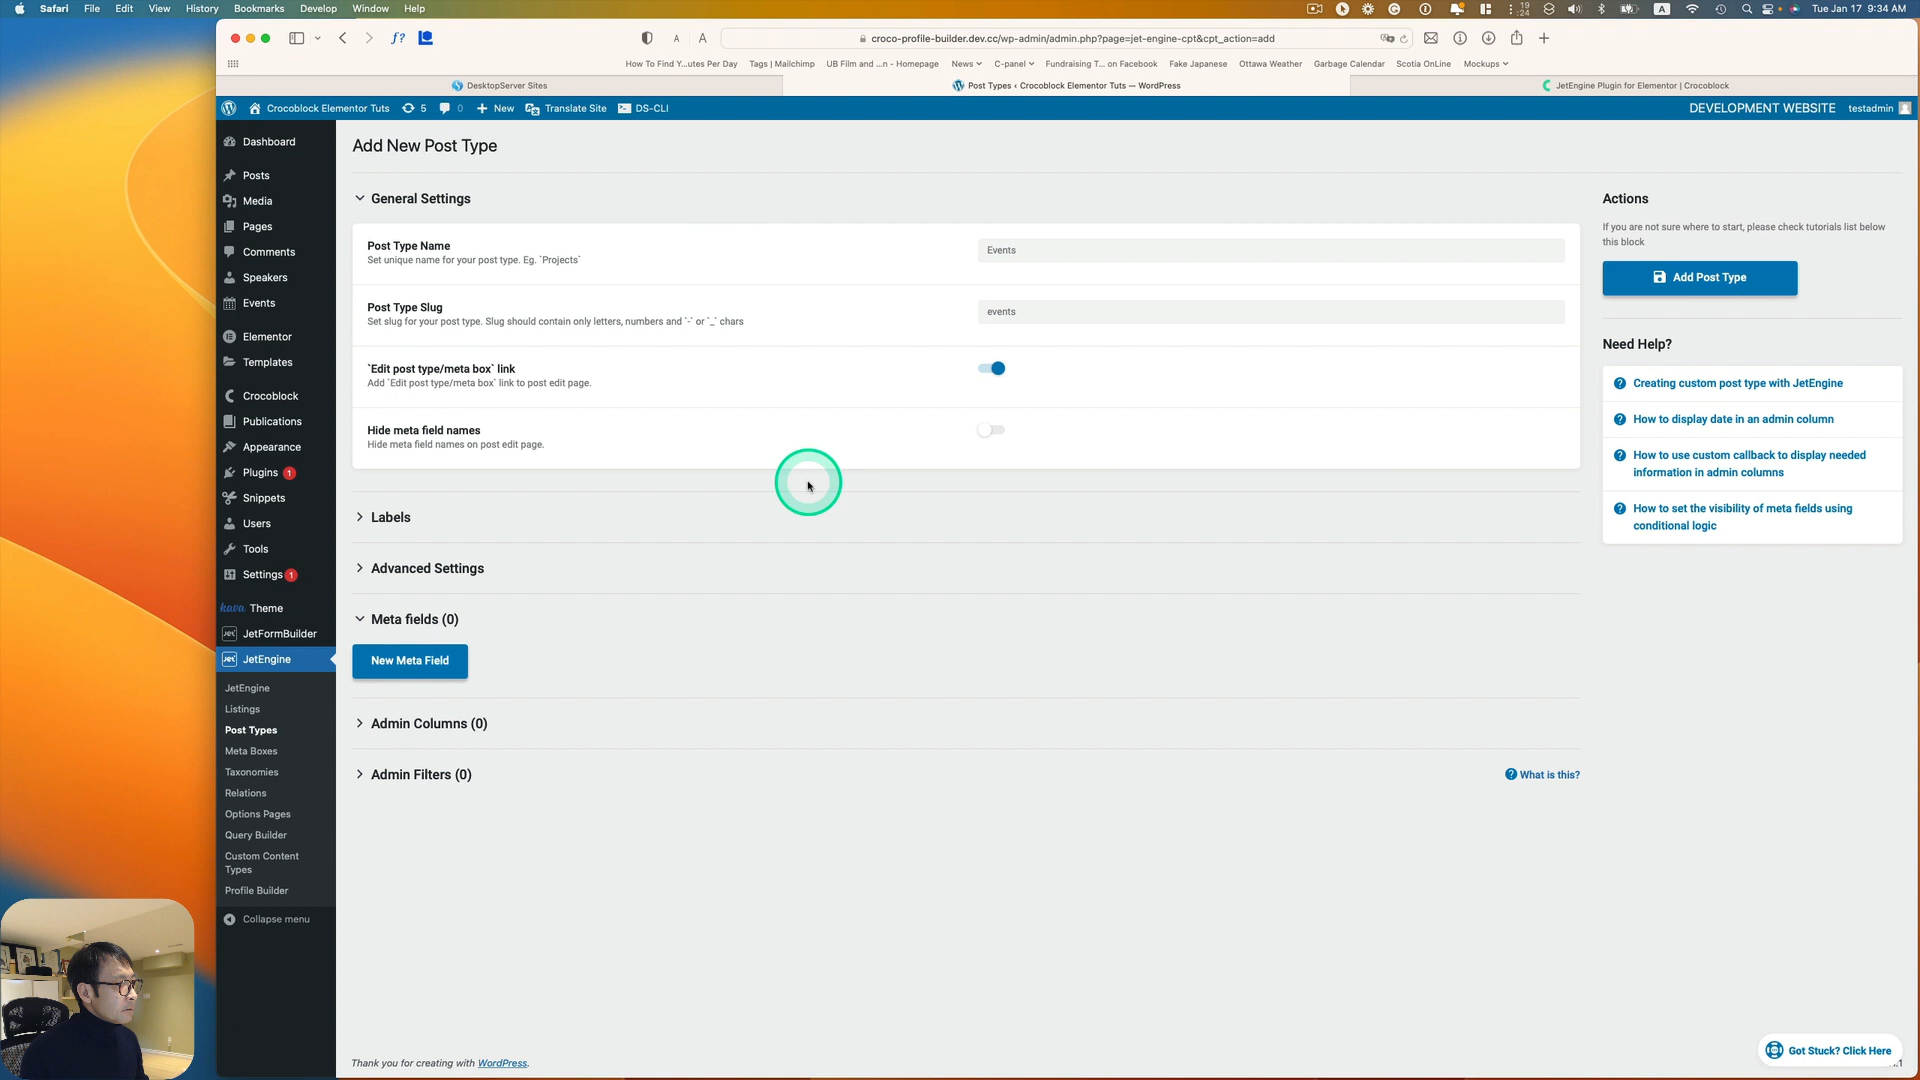 Safari File Edit View History Bookmarks Develop Window Help
19
24
A
Tue Jan 17 9:34 AM
f?
A A
croco-profile-builder.dev.cc/wp-admin/admin.php?page=jet-engine-cpt&cpt_action=add
How To Find Y...utes Per Day Tags | Mailchimp UB Film and ...n - Homepage News C-panel Fundraising T... on Facebook Fake Japanese Ottawa Weather Garbage Calendar Scotia OnLine Mockups
DesktopServer Sites
Post Types ‹ Crocoblock Elementor Tuts — WordPress
JetEngine Plugin for Elementor | Crocoblock
Crocoblock Elementor Tuts 5 0 New Translate Site DS-CLI
DEVELOPMENT WEBSITE testadmin
Dashboard
Posts
Media
Pages
Comments
Speakers
Events
Elementor
Templates
Crocoblock
Publications
Appearance
Plugins 1
Snippets
Users
Tools
Settings 1
kava Theme
JetFormBuilder
JetEngine
JetEngine
Listings
Post Types
Meta Boxes
Taxonomies
Relations
Options Pages
Query Builder
Custom Content
Types
Profile Builder
Collapse menu
Add New Post Type
General Settings
Post Type Name
Set unique name for your post type. Eg. `Projects`
Events
Post Type Slug
Set slug for your post type. Slug should contain only letters, numbers and `-` or `_` chars
events
`Edit post type/meta box` link
Add `Edit post type/meta box` link to post edit page.
Hide meta field names
Hide meta field names on post edit page.
Labels
Advanced Settings
Meta fields (0)
New Meta Field
Admin Columns (0)
Admin Filters (0)
What is this?
Actions
If you are not sure where to start, please check tutorials list below
this block
Add Post Type
Need Help?
Creating custom post type with JetEngine
How to display date in an admin column
How to use custom callback to display needed
information in admin columns
How to set the visibility of meta fields using
conditional logic
Thank you for creating with WordPress.
Got Stuck? Click Here